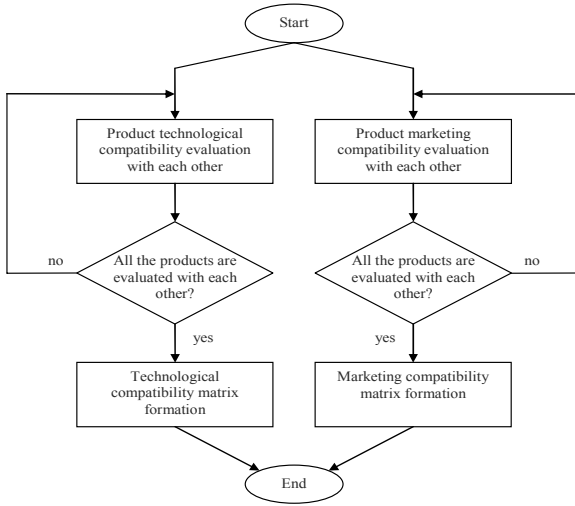 Start
Product technological
compatibility evaluation
with each other
Product marketing
compatibility evaluation
with each other
All the products are
evaluated with each
other?
no
yes
All the products are
evaluated with each
other?
no
yes
Technological
compatibility matrix
formation
Marketing compatibility
matrix formation
End